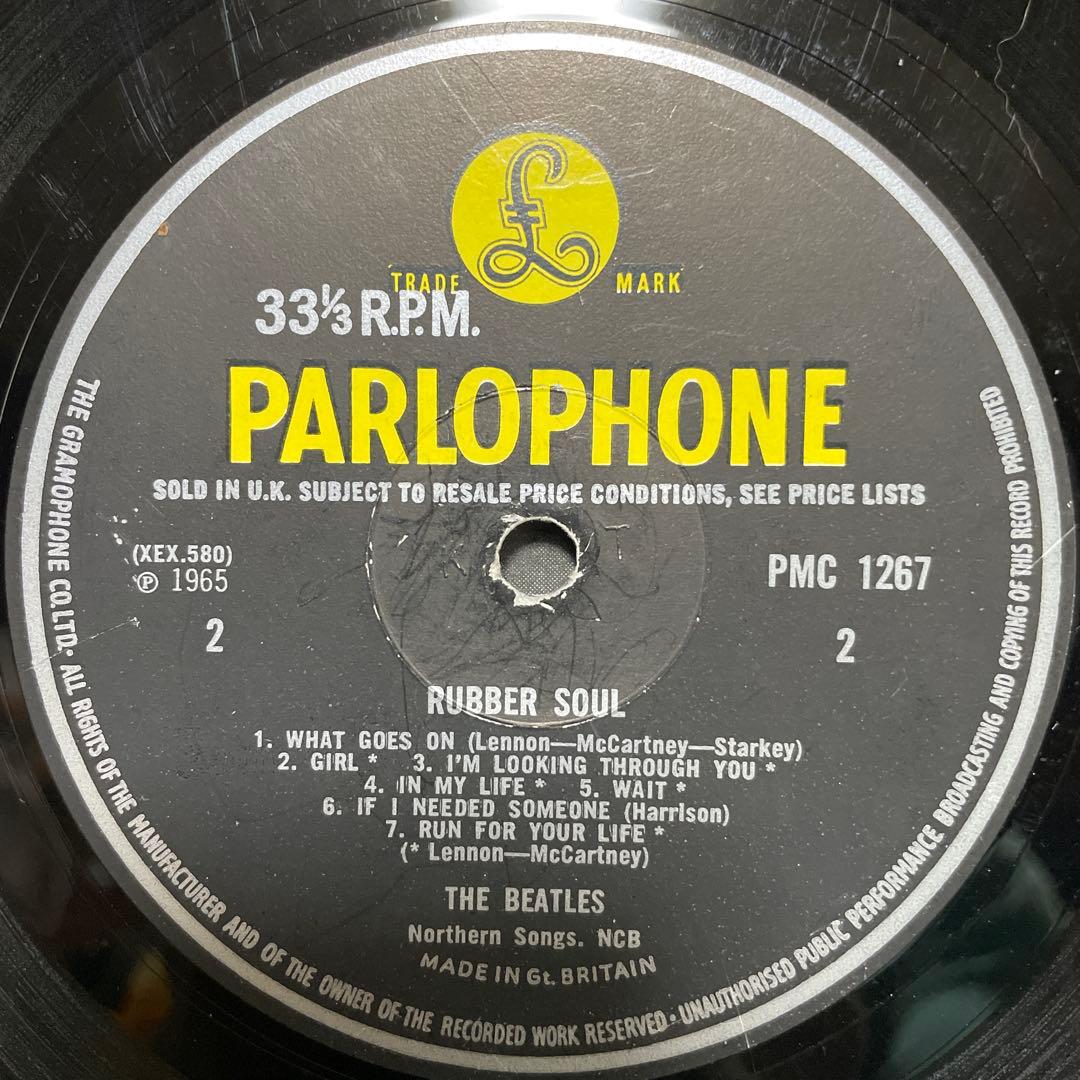 £
TRADE MARK
33⅓ R.P.M.
PARLOPHONE
SOLD IN U.K. SUBJECT TO RESALE PRICE CONDITIONS, SEE PRICE LISTS
(XEX.580)
℗ 1965
PMC 1267
2
2
RUBBER SOUL
1. WHAT GOES ON (Lennon—McCartney—Starkey)
2. GIRL * 3. I'M LOOKING THROUGH YOU *
4. IN MY LIFE * 5. WAIT *
6. IF I NEEDED SOMEONE (Harrison)
7. RUN FOR YOUR LIFE *
(* Lennon—McCartney)
THE BEATLES
Northern Songs. NCB
MADE IN Gt. BRITAIN
THE GRAMOPHONE CO.LTD. · ALL RIGHTS OF THE MANUFACTURER AND OF THE OWNER OF THE RECORDED WORK RESERVED · UNAUTHORISED PUBLIC PERFORMANCE BROADCASTING AND COPYING OF THIS RECORD PROHIBITED